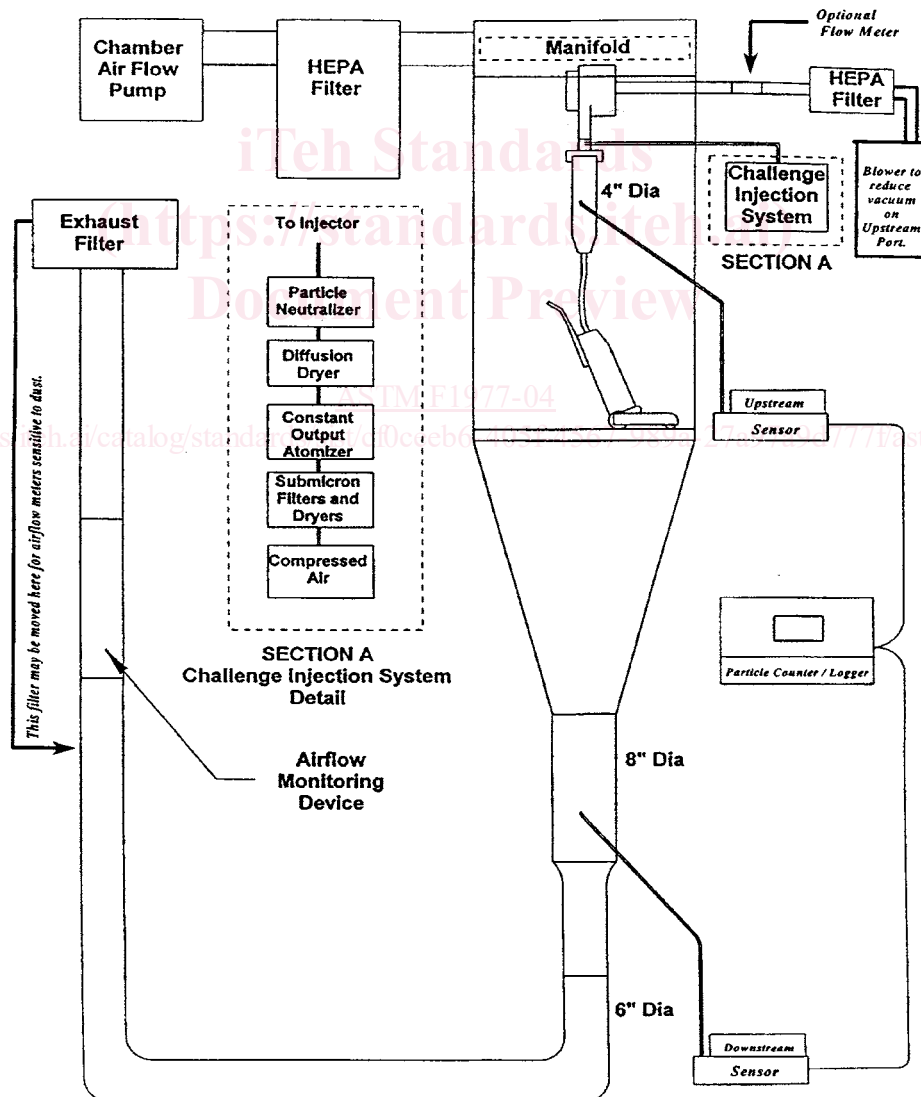 Optional
Flow Meter
Chamber
Air Flow
Pump
HEPA
Filter
Manifold
HEPA
Filter
Blower to
reduce
vacuum
on
Upstream
Port.
Challenge
Injection
System
SECTION A
4" Dia
iTeh Standards
(https://standards.iteh.ai)
Document Preview
Exhaust
Filter
To Injector
Particle
Neutralizer
Diffusion
Dryer
Constant
Output
Atomizer
Submicron
Filters and
Dryers
Compressed
Air
SECTION A
Challenge Injection System
Detail
ASTM F1977-04
Upstream
Sensor
This filter may be moved here for airflow meters sensitive to dust.
Particle Counter / Logger
Airflow
Monitoring
Device
8" Dia
6" Dia
Downstream
Sensor